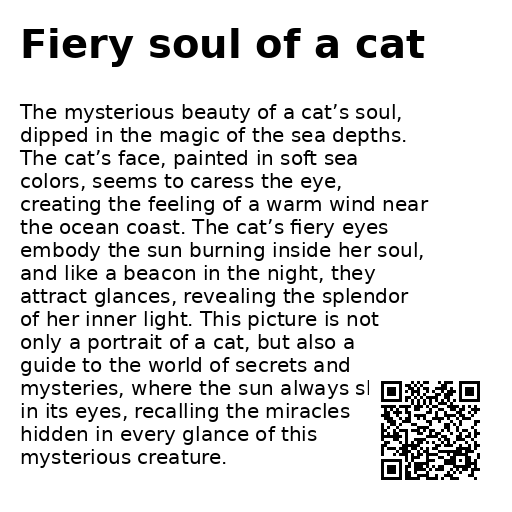 Fiery soul of a cat
The mysterious beauty of a cat’s soul,
dipped in the magic of the sea depths.
The cat’s face, painted in soft sea
colors, seems to caress the eye,
creating the feeling of a warm wind near
the ocean coast. The cat’s fiery eyes
embody the sun burning inside her soul,
and like a beacon in the night, they
attract glances, revealing the splendor
of her inner light. This picture is not
only a portrait of a cat, but also a
guide to the world of secrets and
mysteries, where the sun always
in its eyes, recalling the miracles
hidden in every glance of this
mysterious creature.